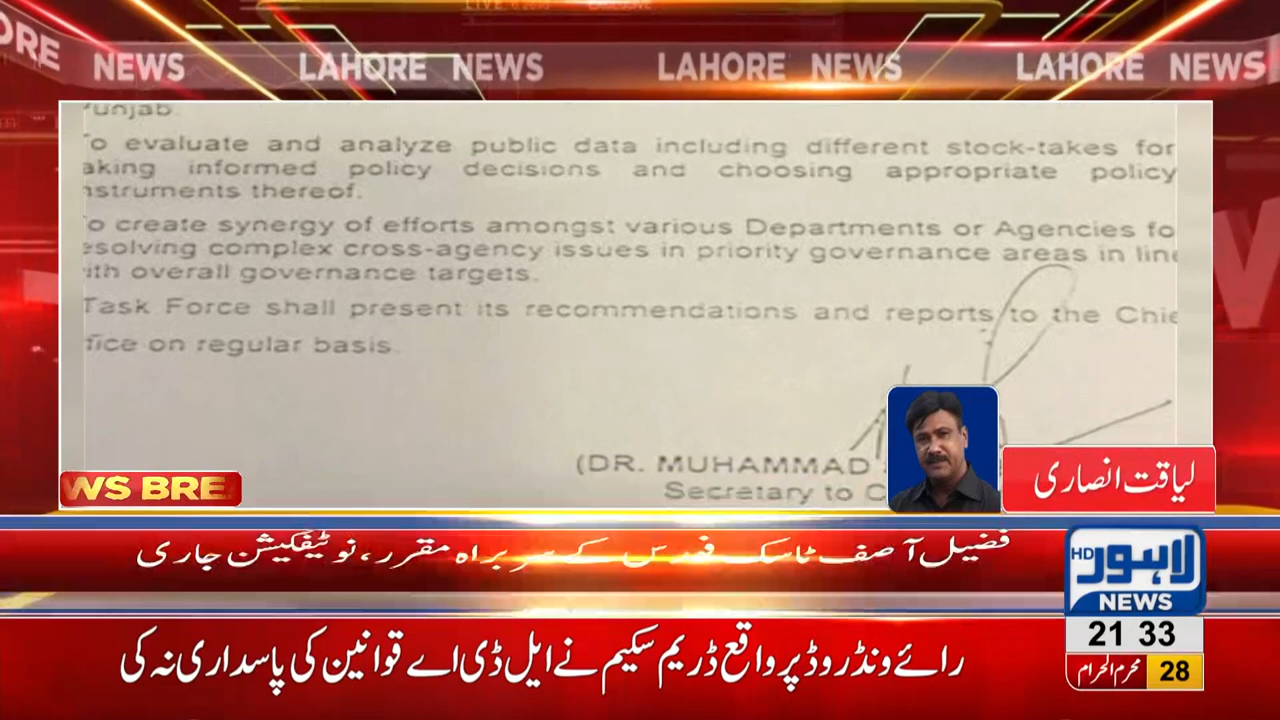 LIVE
ORE NEWS LAHORE NEWS LAHORE NEWS LAHORE NEWS
Punjab
To evaluate and analyze public data including different stock-takes for
aking informed policy decisions and choosing appropriate policy
nstruments thereof.
To create synergy of efforts amongst various Departments or Agencies fo
esolving complex cross-agency issues in priority governance areas in line
ith overall governance targets.
Task Force shall present its recommendations and reports to the Chie
ffice on regular basis.
(DR. MUHAMMAD
Secretary to C
لیاقت انصاری
WS BREA
فضیل آصف ٹاسک فورس کے سربراہ مقرر، نوٹیفکیشن جاری
HD لاہور
NEWS
21 33
رائے ونڈ روڈ پر واقع ڈریم سکیم نے ایل ڈی اے قوانین کی پاسداری نہ کی
محرم الحرام 28